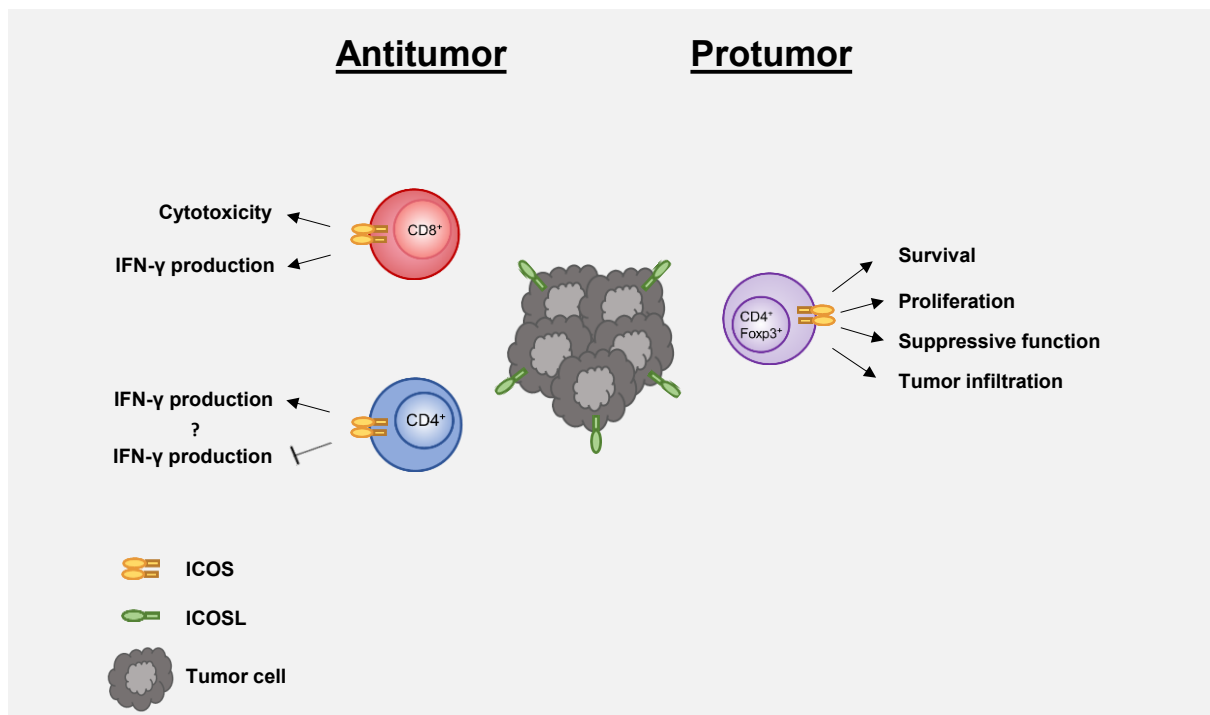 Antitumor
Protumor
Cytotoxicity
IFN-γ production
CD8⁺
IFN-γ production
?
IFN-γ production
CD4⁺
CD4⁺
Foxp3⁺
Survival
Proliferation
Suppressive function
Tumor infiltration
ICOS
ICOSL
Tumor cell